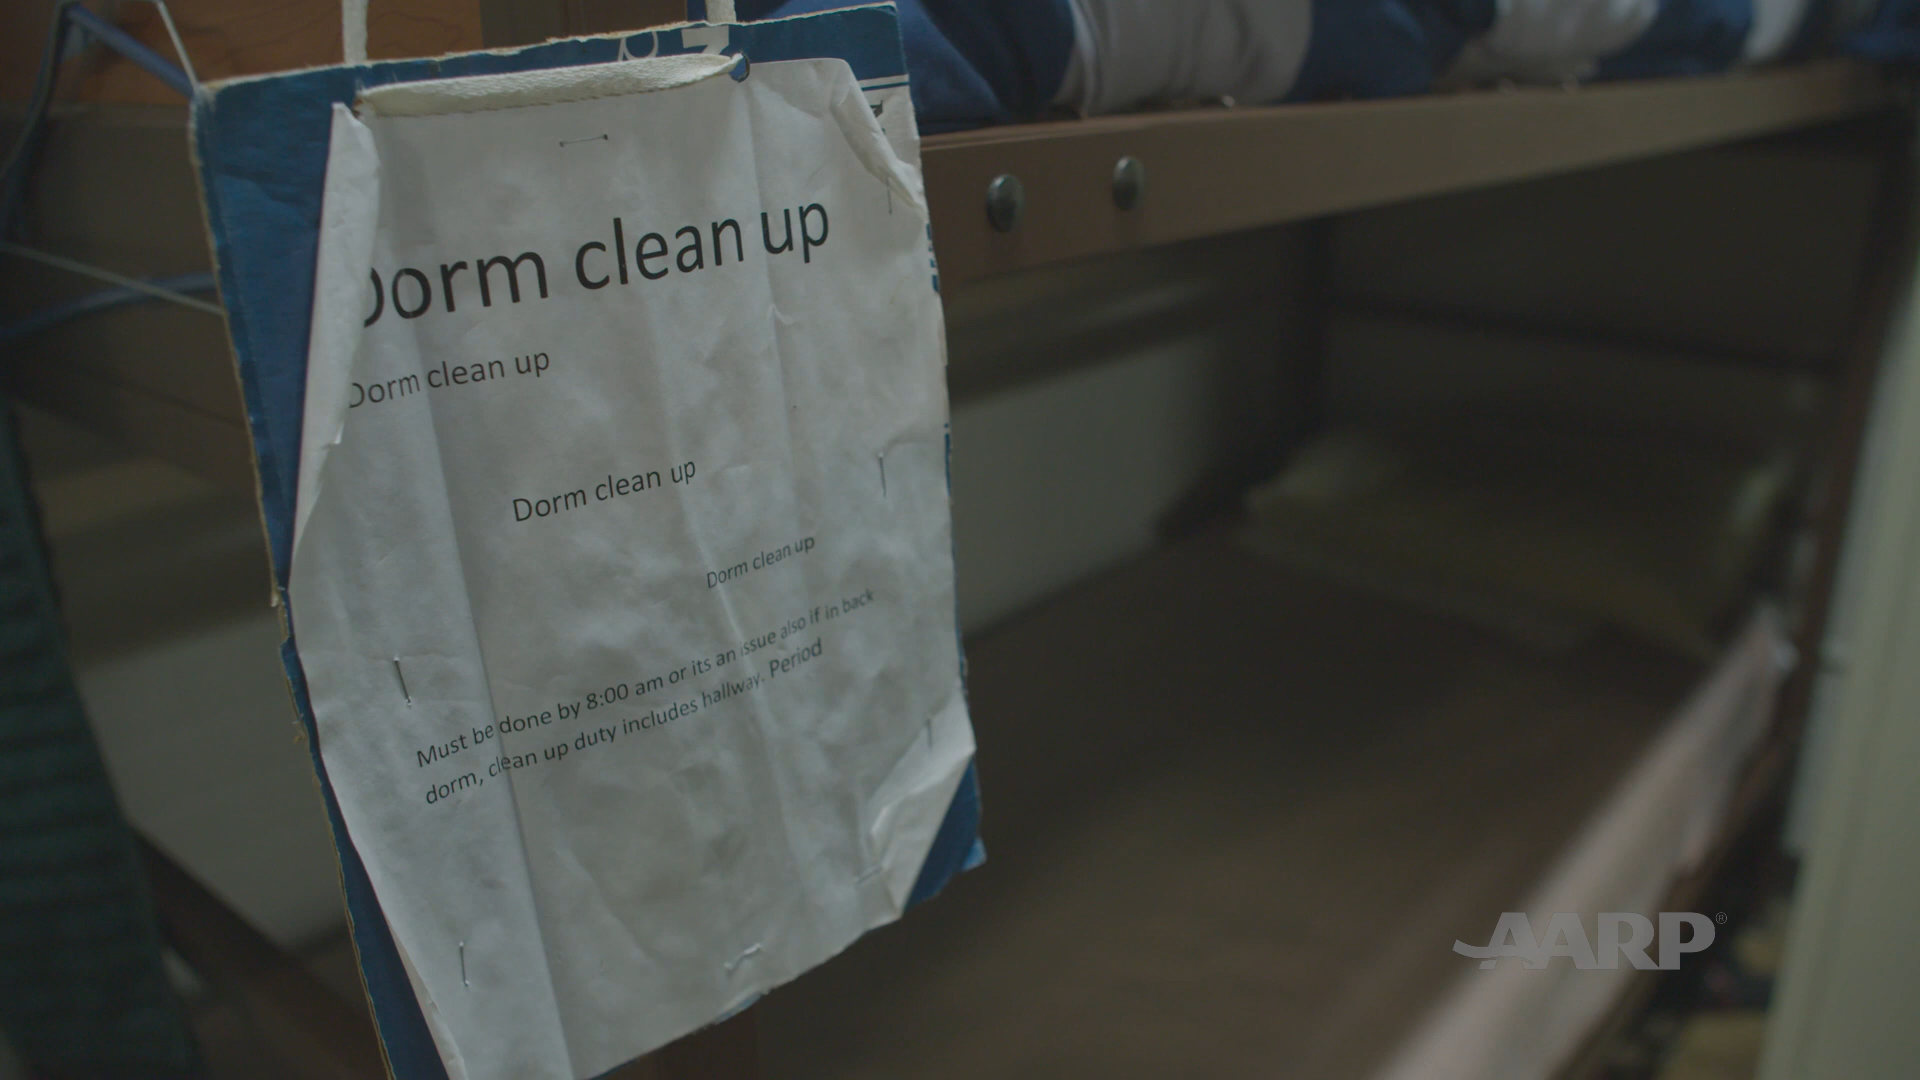 Dorm clean up
Dorm clean up
Dorm clean up
Dorm clean up
Must be done by 8:00 am or its an issue also if in back
dorm, clean up duty includes hallway. Period
AARP®